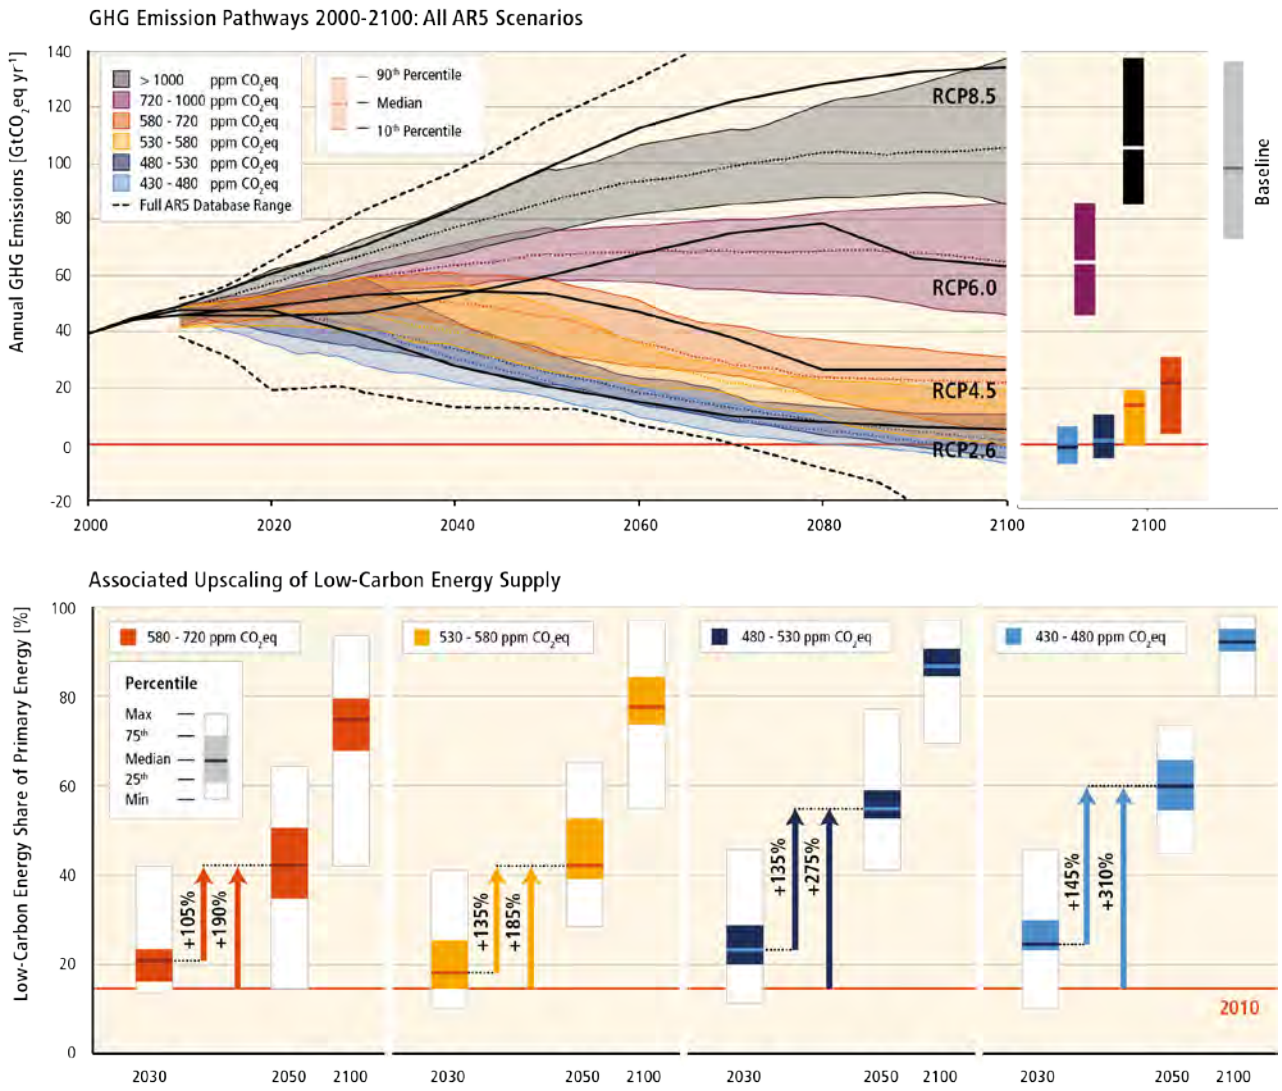 GHG Emission Pathways 2000-2100: All AR5 Scenarios
Annual GHG Emissions [GtCO₂eq yr⁻¹]
140
120
100
80
60
40
20
0
-20
> 1000 ppm CO₂eq
720 - 1000 ppm CO₂eq
580 - 720 ppm CO₂eq
530 - 580 ppm CO₂eq
480 - 530 ppm CO₂eq
430 - 480 ppm CO₂eq
Full AR5 Database Range
90th Percentile
Median
10th Percentile
RCP8.5
RCP6.0
RCP4.5
RCP2.6
Baseline
2000 2020 2040 2060 2080 2100
2100
Associated Upscaling of Low-Carbon Energy Supply
Low-Carbon Energy Share of Primary Energy [%]
100
80
60
40
20
0
580 - 720 ppm CO₂eq
530 - 580 ppm CO₂eq
480 - 530 ppm CO₂eq
430 - 480 ppm CO₂eq
Percentile
Max
75th
Median
25th
Min
+105%
+190%
+135%
+185%
+135%
+275%
+145%
+310%
2010
2030 2050 2100
2030 2050 2100
2030 2050 2100
2030 2050 2100